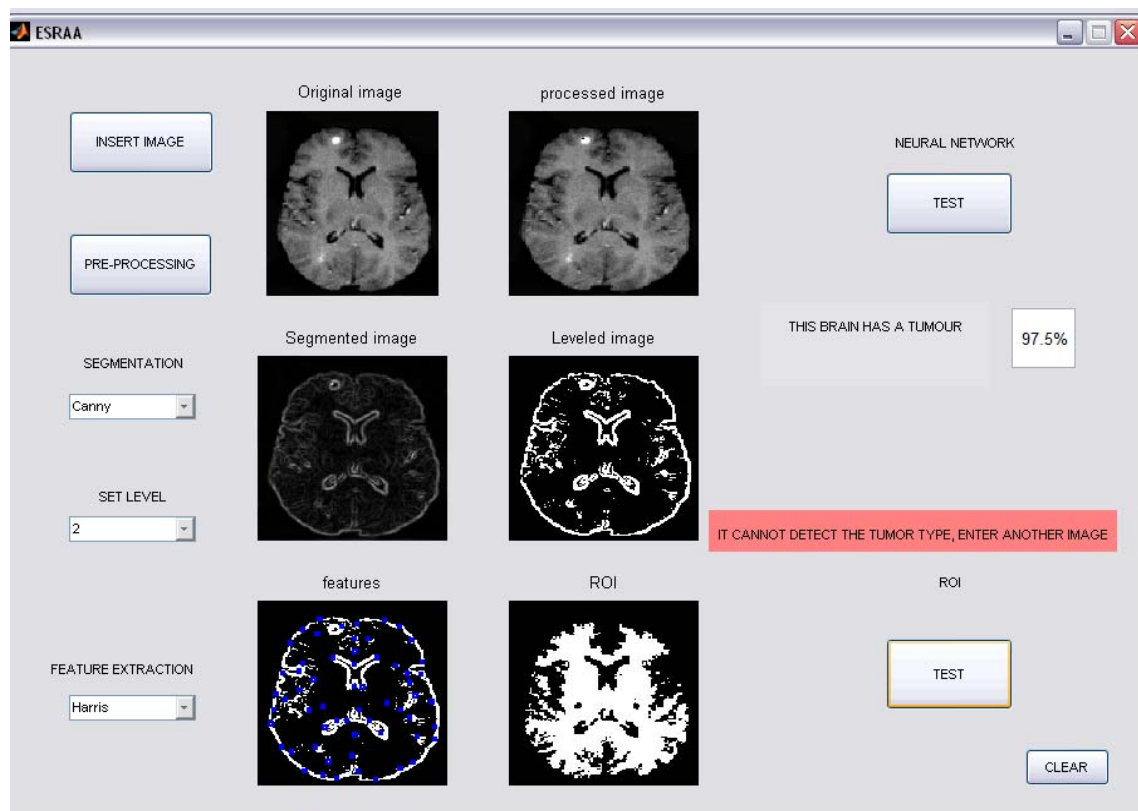 ESRAA
Original image
processed image
INSERT IMAGE
NEURAL NETWORK
TEST
PRE-PROCESSING
THIS BRAIN HAS A TUMOUR
97.5%
Segmented image
Leveled image
SEGMENTATION
Canny
SET LEVEL
2
IT CANNOT DETECT THE TUMOR TYPE, ENTER ANOTHER IMAGE
features
ROI
ROI
FEATURE EXTRACTION
Harris
TEST
CLEAR